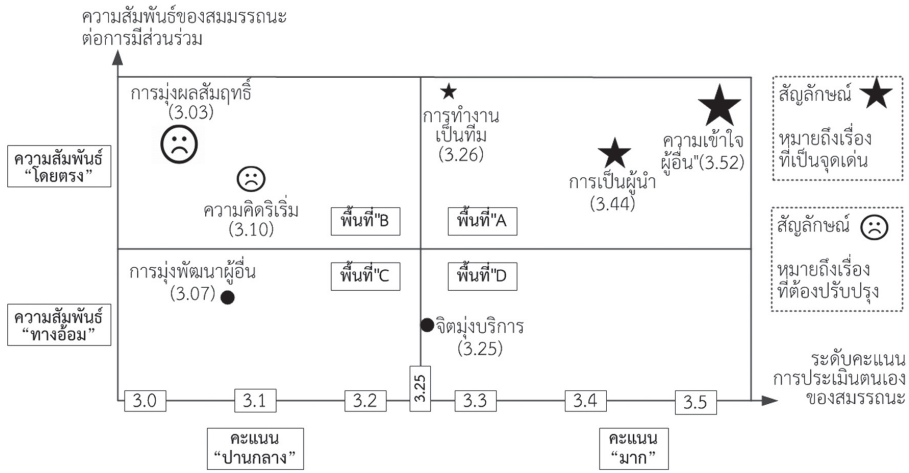 ความสัมพันธ์ของสมมรรถนะ
ต่อการมีส่วนร่วม
การมุ่งผลสัมฤทธิ์
(3.03)
ความคิดริเริ่ม
(3.10)
พื้นที่"B
การทำงาน
เป็นทีม
(3.26)
การเป็นผู้นำ
(3.44)
ความเข้าใจ
ผู้อื่น"(3.52)
พื้นที่"A
ความสัมพันธ์
“โดยตรง”
สัญลักษณ์
หมายถึงเรื่อง
ที่เป็นจุดเด่น
สัญลักษณ์
หมายถึงเรื่อง
ที่ต้องปรับปรุง
การมุ่งพัฒนาผู้อื่น
(3.07)
พื้นที่"C
พื้นที่"D
จิตมุ่งบริการ
(3.25)
ความสัมพันธ์
“ทางอ้อม”
3.0
3.1
3.2
3.25
3.3
3.4
3.5
ระดับคะแนน
การประเมินตนเอง
ของสมรรถนะ
คะแนน
“ปานกลาง”
คะแนน
“มาก”